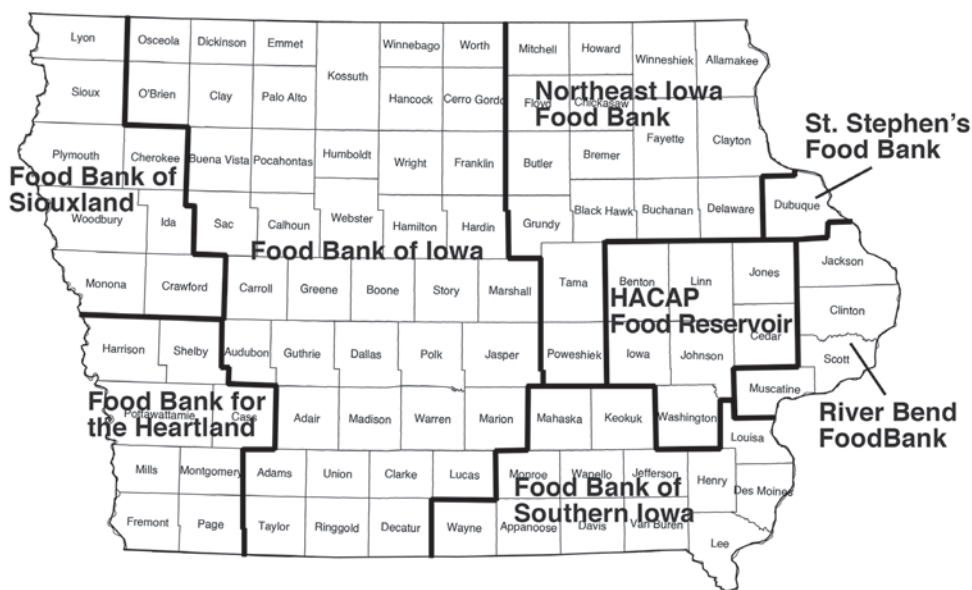 Lyon
Osceola
Dickinson
Emmet
Kossuth
Winnebago
Worth
Mitchell
Howard
Winneshiek
Allamakee
Sioux
O'Brien
Clay
Palo Alto
Hancock
Cerro Gordo
Floyd
Chickasaw
Northeast Iowa
Food Bank
Fayette
Clayton
St. Stephen's
Food Bank
Plymouth
Cherokee
Buena Vista
Pocahontas
Humboldt
Wright
Franklin
Butler
Bremer
Food Bank of
Siouxland
Woodbury
Ida
Sac
Calhoun
Webster
Hamilton
Hardin
Grundy
Black Hawk
Buchanan
Delaware
Dubuque
Food Bank of Iowa
Monona
Crawford
Carroll
Greene
Boone
Story
Marshall
Tama
Benton
Linn
Jones
Jackson
HACAP
Food Reservoir
Clinton
Harrison
Shelby
Audubon
Guthrie
Dallas
Polk
Jasper
Poweshiek
Iowa
Johnson
Cedar
Scott
Muscatine
River Bend
FoodBank
Food Bank for
the Heartland
Pottawattamie
Cass
Adair
Madison
Warren
Marion
Mahaska
Keokuk
Washington
Louisa
Mills
Montgomery
Adams
Union
Clarke
Lucas
Monroe
Wapello
Jefferson
Henry
Des Moines
Food Bank of
Southern Iowa
Fremont
Page
Taylor
Ringgold
Decatur
Wayne
Appanoose
Davis
Van Buren
Lee